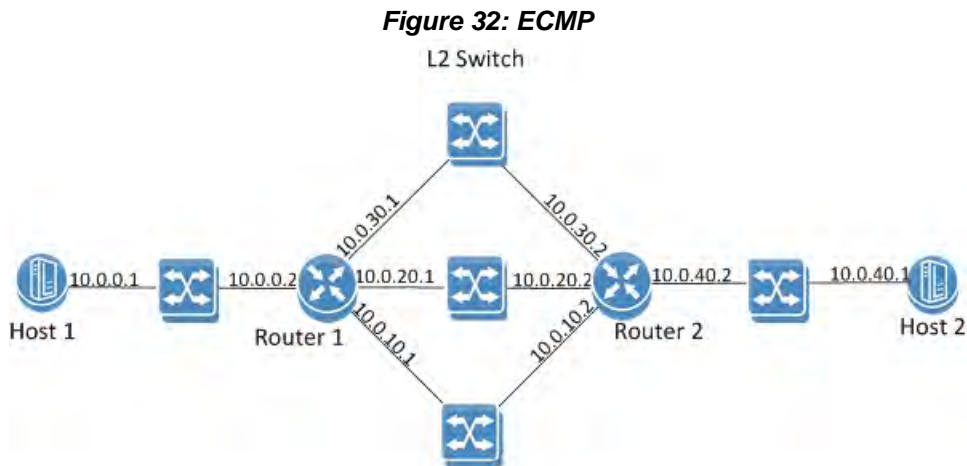 Figure 32: ECMP
L2 Switch
10.0.30.1
10.0.30.2
10.0.0.1
10.0.0.2
10.0.20.1
10.0.20.2
10.0.40.2
10.0.40.1
Host 1
Router 1
10.0.10.1
10.0.10.2
Router 2
Host 2